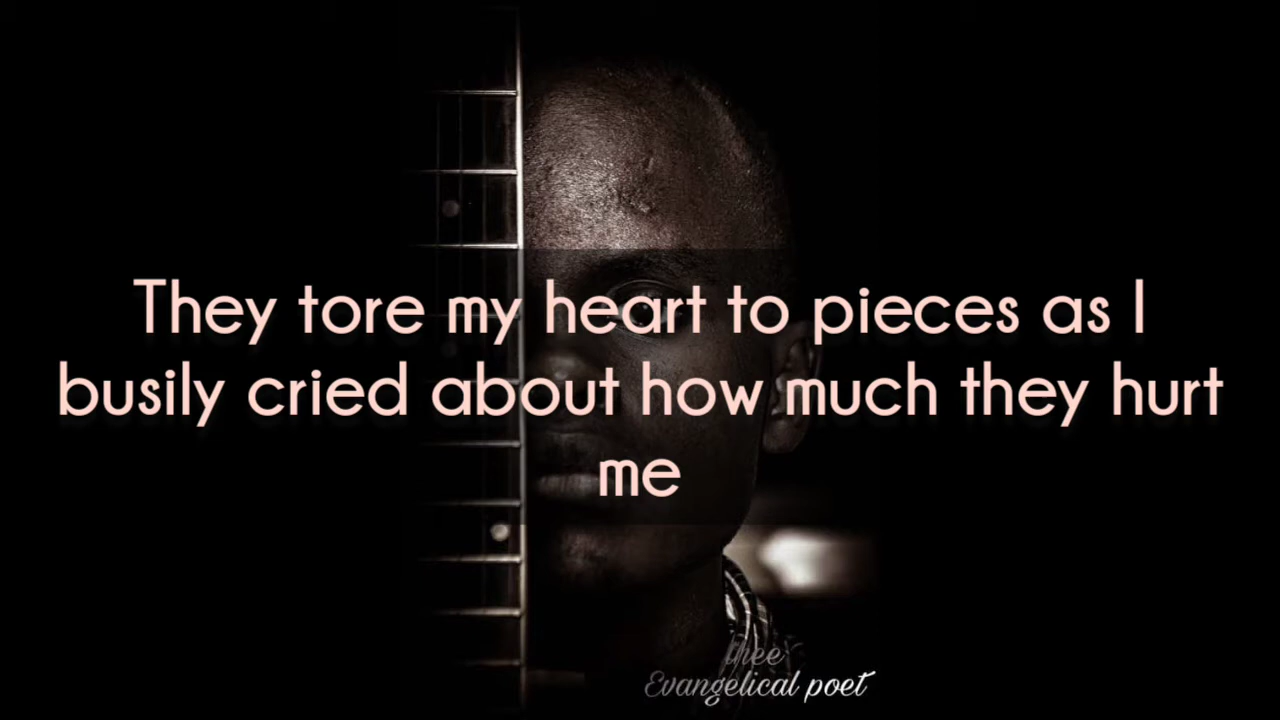 They tore my heart to pieces as I
busily cried about how much they hurt
me
thee
Evangelical poet